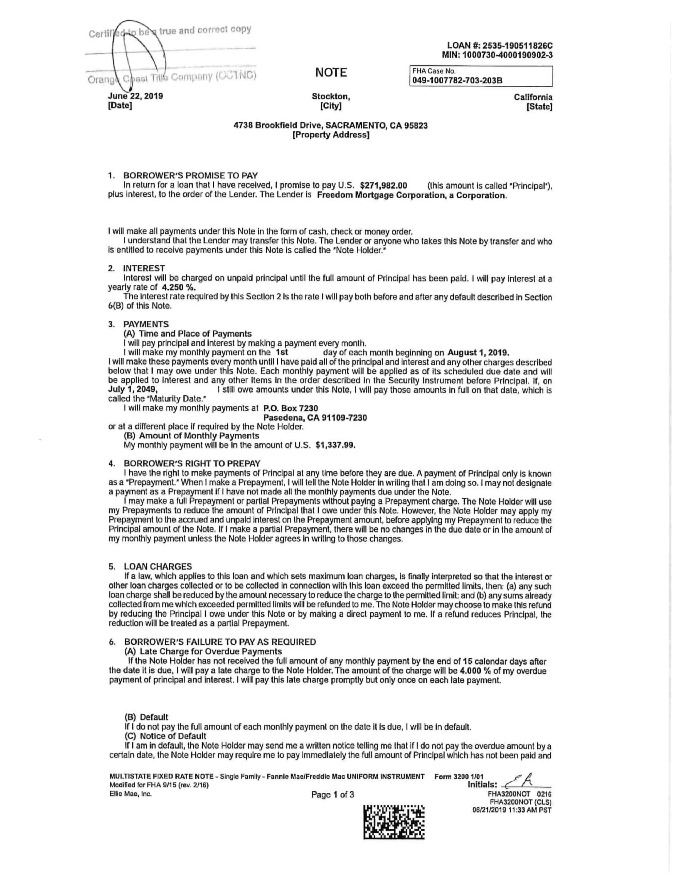 Certified to be a true and correct copy
Orange Coast Title Company (OCTNC)
LOAN #: 2535-190511826C
MIN: 1000730-4000190902-3
NOTE
FHA Case No.
049-1007782-703-203B
June 22, 2019
[Date]
Stockton,
[City]
California
[State]
4738 Brookfield Drive, SACRAMENTO, CA 95823
[Property Address]
1. BORROWER'S PROMISE TO PAY
In return for a loan that I have received, I promise to pay U.S. $271,982.00 (this amount is called "Principal"),
plus interest, to the order of the Lender. The Lender is Freedom Mortgage Corporation, a Corporation.
I will make all payments under this Note in the form of cash, check or money order.
I understand that the Lender may transfer this Note. The Lender or anyone who takes this Note by transfer and who
is entitled to receive payments under this Note is called the "Note Holder."
2. INTEREST
Interest will be charged on unpaid principal until the full amount of Principal has been paid. I will pay interest at a
yearly rate of 4.250 %.
The interest rate required by this Section 2 is the rate I will pay both before and after any default described in Section
6(B) of this Note.
3. PAYMENTS
(A) Time and Place of Payments
I will pay principal and interest by making a payment every month.
I will make my monthly payment on the 1st day of each month beginning on August 1, 2019.
I will make these payments every month until I have paid all of the principal and interest and any other charges described
below that I may owe under this Note. Each monthly payment will be applied as of its scheduled due date and will
be applied to interest and any other items in the order described in the Security Instrument before Principal. If, on
July 1, 2049, I still owe amounts under this Note, I will pay those amounts in full on that date, which is
called the "Maturity Date."
I will make my monthly payments at P.O. Box 7230
Pasedena, CA 91109-7230
or at a different place if required by the Note Holder.
(B) Amount of Monthly Payments
My monthly payment will be in the amount of U.S. $1,337.99.
4. BORROWER'S RIGHT TO PREPAY
I have the right to make payments of Principal at any time before they are due. A payment of Principal only is known
as a "Prepayment." When I make a Prepayment, I will tell the Note Holder in writing that I am doing so. I may not designate
a payment as a Prepayment if I have not made all the monthly payments due under the Note.
I may make a full Prepayment or partial Prepayments without paying a Prepayment charge. The Note Holder will use
my Prepayments to reduce the amount of Principal that I owe under this Note. However, the Note Holder may apply my
Prepayment to the accrued and unpaid interest on the Prepayment amount, before applying my Prepayment to reduce the
Principal amount of the Note. If I make a partial Prepayment, there will be no changes in the due date or in the amount of
my monthly payment unless the Note Holder agrees in writing to those changes.
5. LOAN CHARGES
If a law, which applies to this loan and which sets maximum loan charges, is finally interpreted so that the interest or
other loan charges collected or to be collected in connection with this loan exceed the permitted limits, then: (a) any such
loan charge shall be reduced by the amount necessary to reduce the charge to the permitted limit; and (b) any sums already
collected from me which exceeded permitted limits will be refunded to me. The Note Holder may choose to make this refund
by reducing the Principal I owe under this Note or by making a direct payment to me. If a refund reduces Principal, the
reduction will be treated as a partial Prepayment.
6. BORROWER'S FAILURE TO PAY AS REQUIRED
(A) Late Charge for Overdue Payments
If the Note Holder has not received the full amount of any monthly payment by the end of 15 calendar days after
the date it is due, I will pay a late charge to the Note Holder. The amount of the charge will be 4.000 % of my overdue
payment of principal and interest. I will pay this late charge promptly but only once on each late payment.
(B) Default
If I do not pay the full amount of each monthly payment on the date it is due, I will be in default.
(C) Notice of Default
If I am in default, the Note Holder may send me a written notice telling me that if I do not pay the overdue amount by a
certain date, the Note Holder may require me to pay immediately the full amount of Principal which has not been paid and
MULTISTATE FIXED RATE NOTE - Single Family - Fannie Mae/Freddie Mac UNIFORM INSTRUMENT Form 3200 1/01
Modified for FHA 9/15 (rev. 2/16)
Initials:
Ellie Mae, Inc.
Page 1 of 3
FHA3200NOT 0216
FHA3200NOT (CLS)
06/21/2019 11:33 AM PST